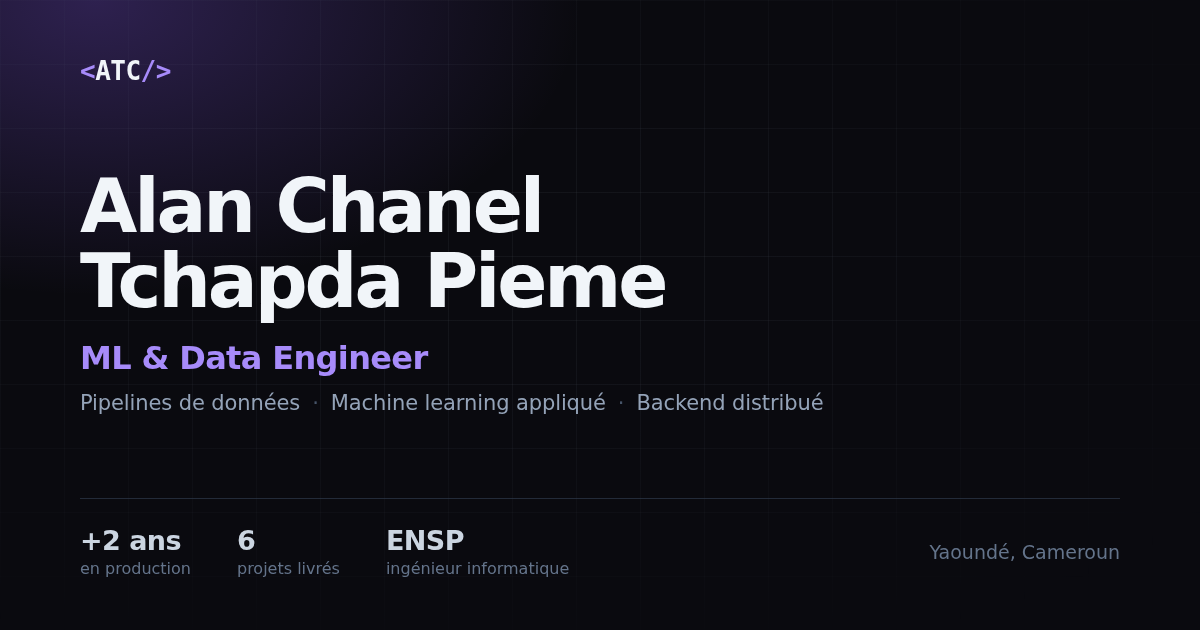 <ATC/>
Alan Chanel
Tchapda Pieme
ML & Data Engineer
Pipelines de données · Machine learning appliqué · Backend distribué
+2 ans
en production
6
projets livrés
ENSP
ingénieur informatique
Yaoundé, Cameroun